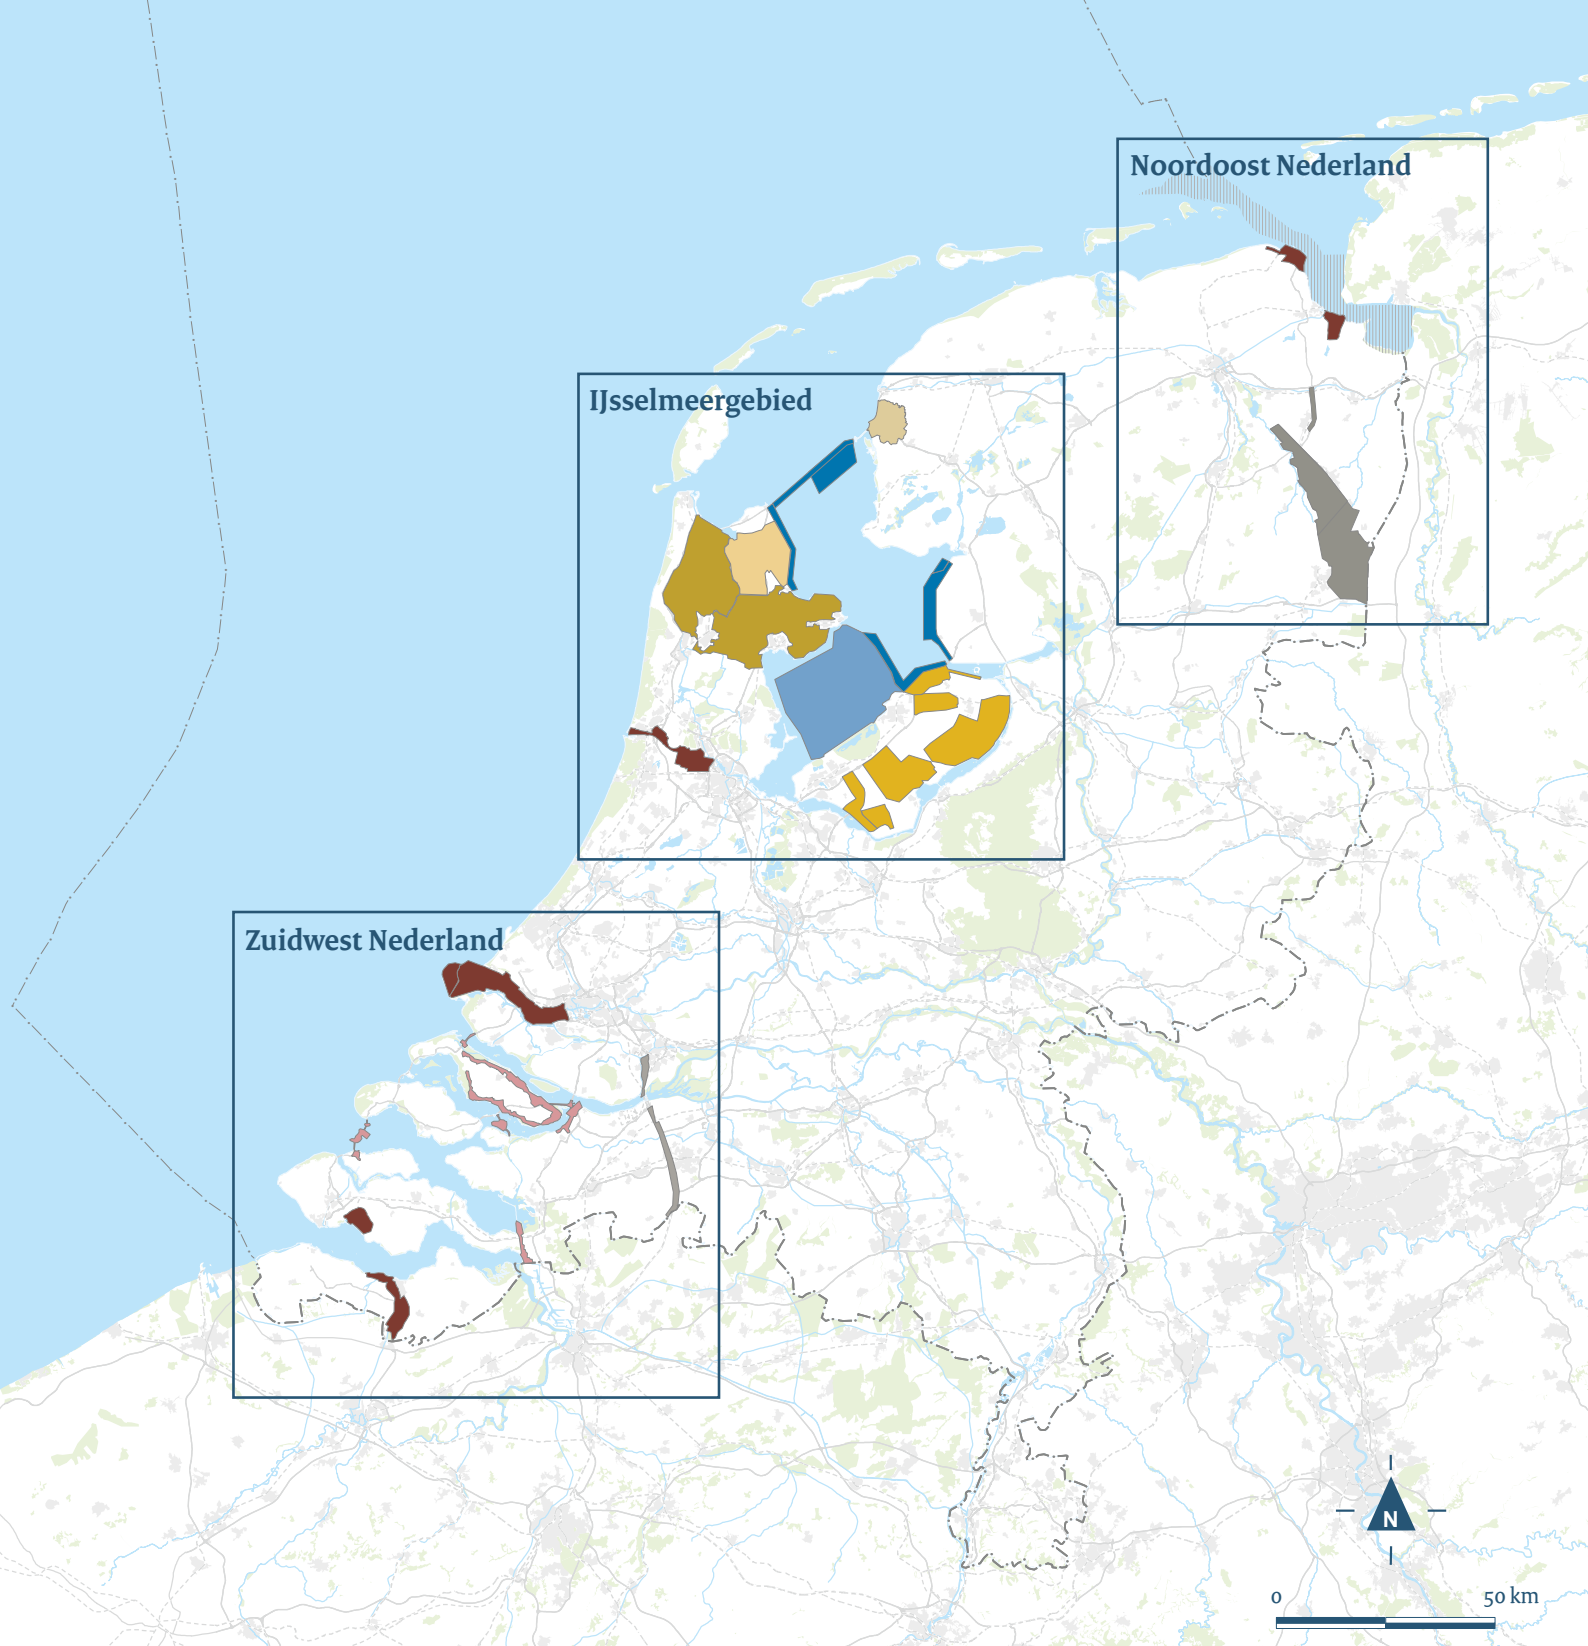 Noordoost Nederland
IJsselmeergebied
Zuidwest Nederland
N
0 50 km